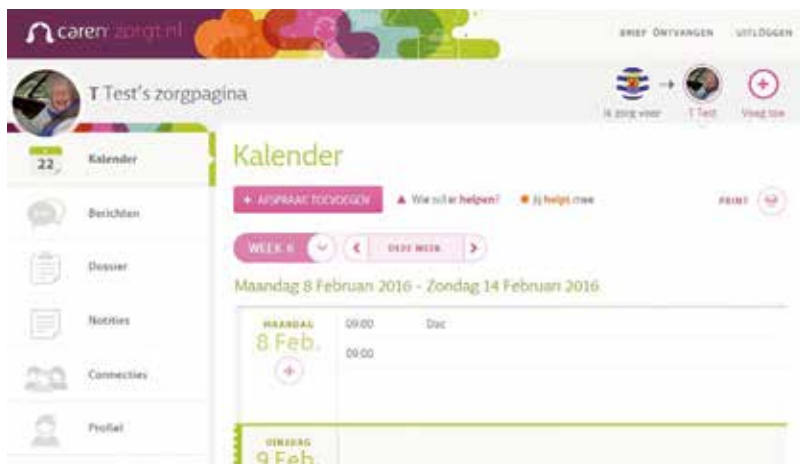 caren zorgt.nl
BRIEF ONTVANGEN UITLOGGEN
T Test's zorgpagina
Ik zorg voor T Test Voeg toe
22 Kalender
Berichten
Dossier
Notities
Connecties
Profiel
Kalender
+ AFSPRAAK TOEVOEGEN Wie wil er helpen? Jij helpt mee PRINT
WEEK 6 DEZE WEEK
Maandag 8 Februari 2016 - Zondag 14 Februari 2016
MAANDAG
8 Feb.
09:00 Dac
09:00
DINSDAG
9 Feb.